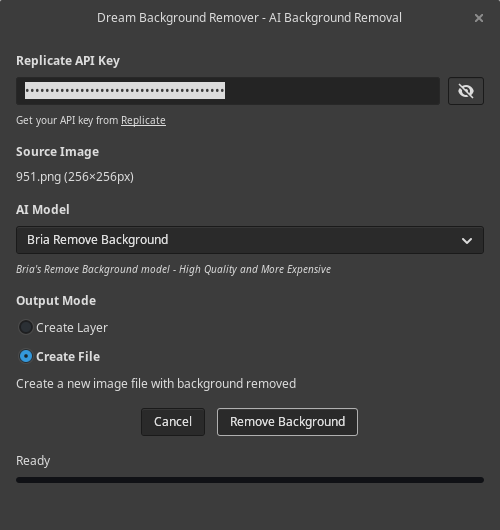 Dream Background Remover - AI Background Removal
Replicate API Key
••••••••••••••••••••••••••••••••••••••••
Get your API key from Replicate
Source Image
951.png (256×256px)
AI Model
Bria Remove Background
Bria's Remove Background model - High Quality and More Expensive
Output Mode
Create Layer
Create File
Create a new image file with background removed
Cancel Remove Background
Ready